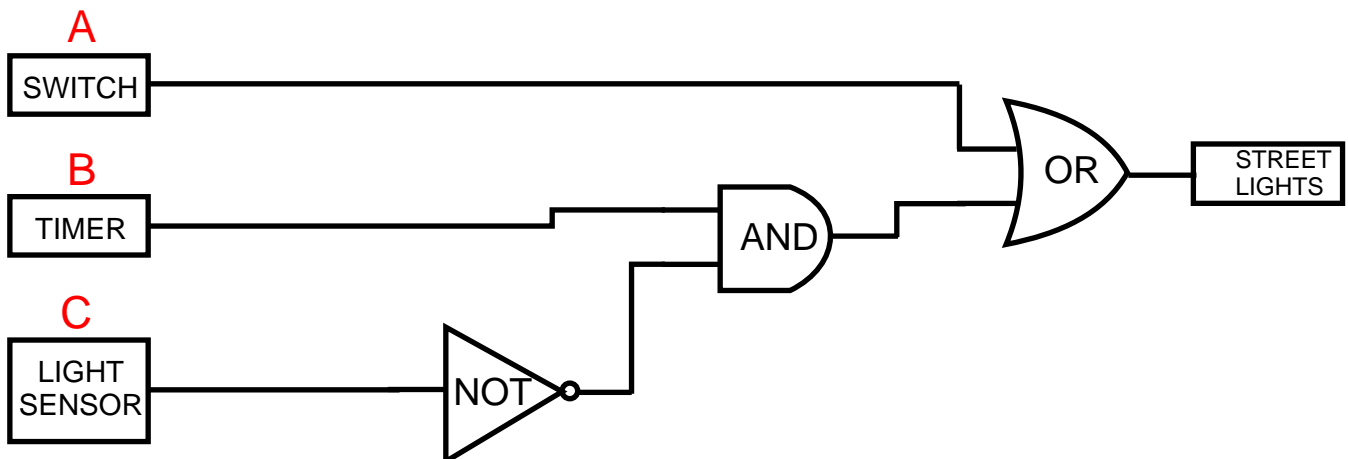 A
SWITCH
B
TIMER
C
LIGHT
SENSOR
NOT
AND
OR
STREET
LIGHTS